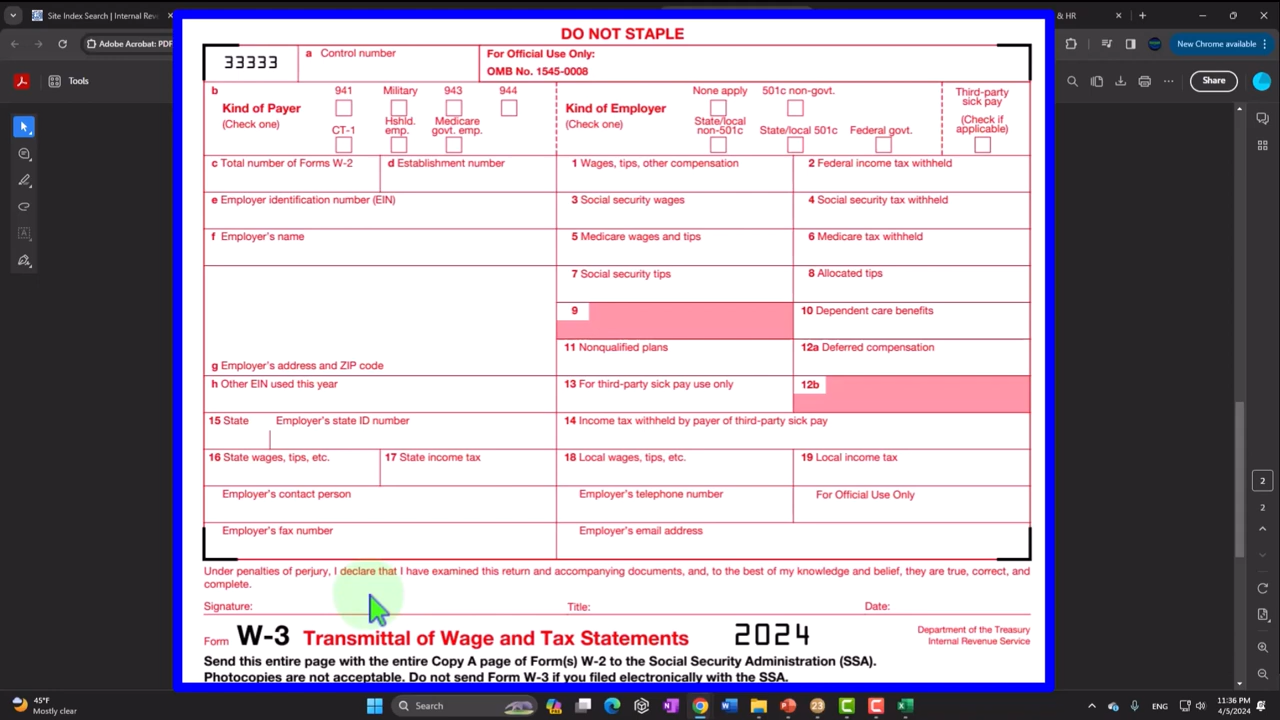 Site Index Search | Internal Rev
& HR
Adobe Acrobat: PDF
New Chrome available
Tools
Share
DO NOT STAPLE
33333
a Control number
For Official Use Only:
OMB No. 1545-0008
b
Kind of Payer
(Check one)
941 Military 943 944
CT-1 Hshld. emp. Medicare govt. emp.
Kind of Employer
(Check one)
None apply 501c non-govt.
State/local non-501c State/local 501c Federal govt.
Third-party
sick pay
(Check if
applicable)
c Total number of Forms W-2 d Establishment number 1 Wages, tips, other compensation 2 Federal income tax withheld
e Employer identification number (EIN) 3 Social security wages 4 Social security tax withheld
f Employer's name 5 Medicare wages and tips 6 Medicare tax withheld
7 Social security tips 8 Allocated tips
9 10 Dependent care benefits
11 Nonqualified plans 12a Deferred compensation
g Employer's address and ZIP code
h Other EIN used this year 13 For third-party sick pay use only 12b
15 State Employer's state ID number 14 Income tax withheld by payer of third-party sick pay
16 State wages, tips, etc. 17 State income tax 18 Local wages, tips, etc. 19 Local income tax
Employer's contact person Employer's telephone number For Official Use Only
Employer's fax number Employer's email address
Under penalties of perjury, I declare that I have examined this return and accompanying documents, and, to the best of my knowledge and belief, they are true, correct, and
complete.
Signature: Title: Date:
Form W-3 Transmittal of Wage and Tax Statements 2024
Department of the Treasury
Internal Revenue Service
Send this entire page with the entire Copy A page of Form(s) W-2 to the Social Security Administration (SSA).
Photocopies are not acceptable. Do not send Form W-3 if you filed electronically with the SSA.
2
2
45°F
Mostly clear
Search
23
ENG
11:36 PM
4/5/2024